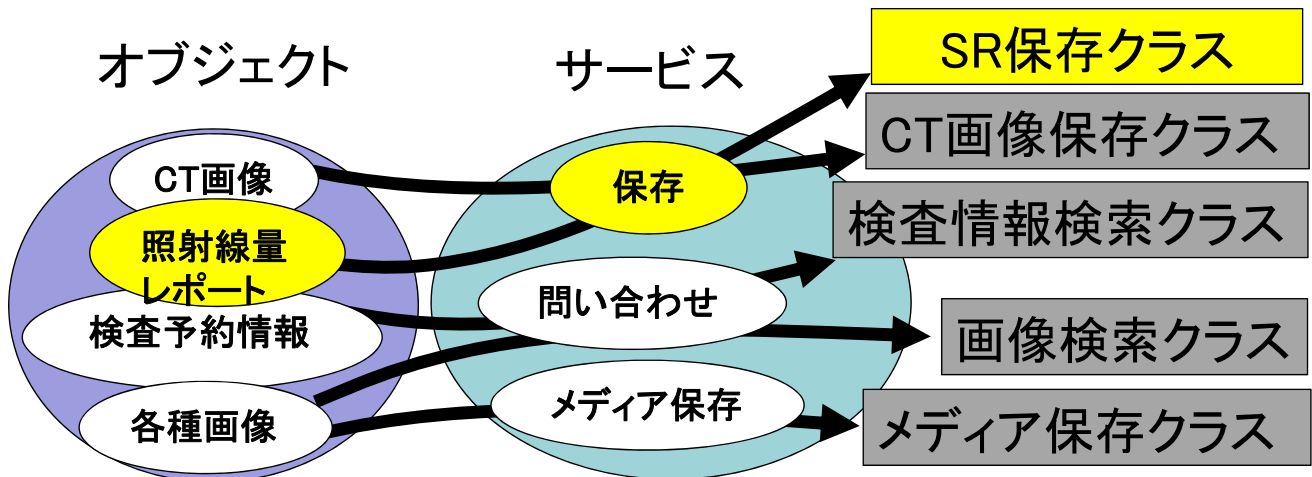 オブジェクト
サービス
SR保存クラス
CT画像保存クラス
検査情報検索クラス
画像検索クラス
メディア保存クラス
CT画像
照射線量
レポート
検査予約情報
各種画像
保存
問い合わせ
メディア保存